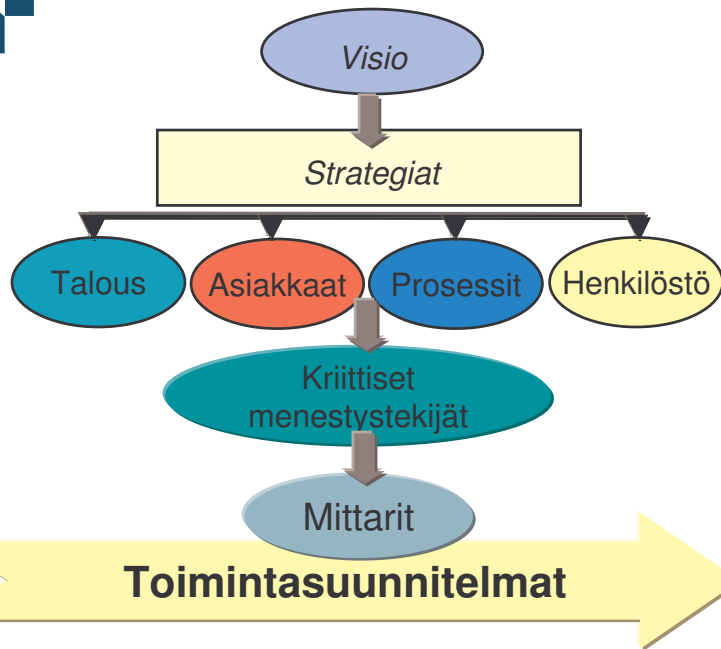 Visio
Strategiat
Talous
Asiakkaat
Prosessit
Henkilöstö
Kriittiset
menestystekijät
Mittarit
Toimintasuunnitelmat